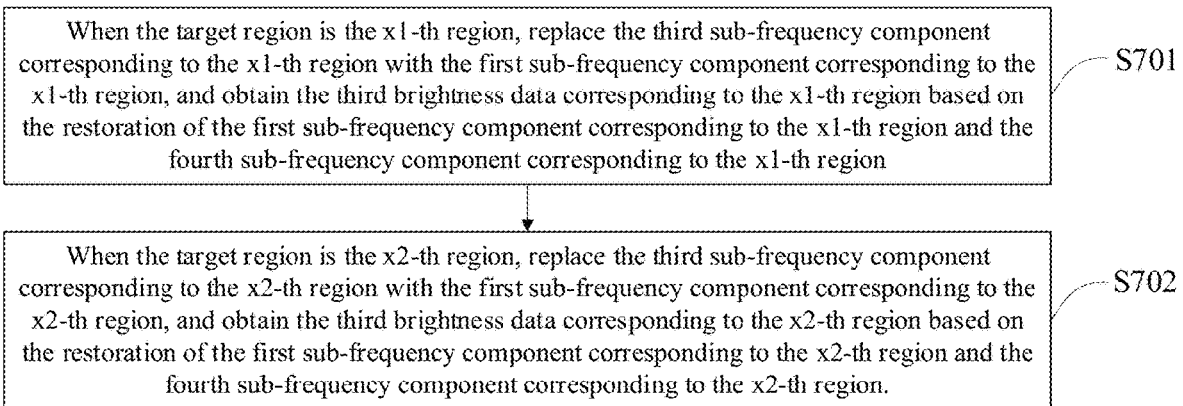 When the target region is the x1-th region, replace the third sub-frequency component
corresponding to the x1-th region with the first sub-frequency component corresponding to the
x1-th region, and obtain the third brightness data corresponding to the x1-th region based on
the restoration of the first sub-frequency component corresponding to the x1-th region and the
fourth sub-frequency component corresponding to the x1-th region
S701
When the target region is the x2-th region, replace the third sub-frequency component
corresponding to the x2-th region with the first sub-frequency component corresponding to the
x2-th region, and obtain the third brightness data corresponding to the x2-th region based on
the restoration of the first sub-frequency component corresponding to the x2-th region and the
fourth sub-frequency component corresponding to the x2-th region.
S702